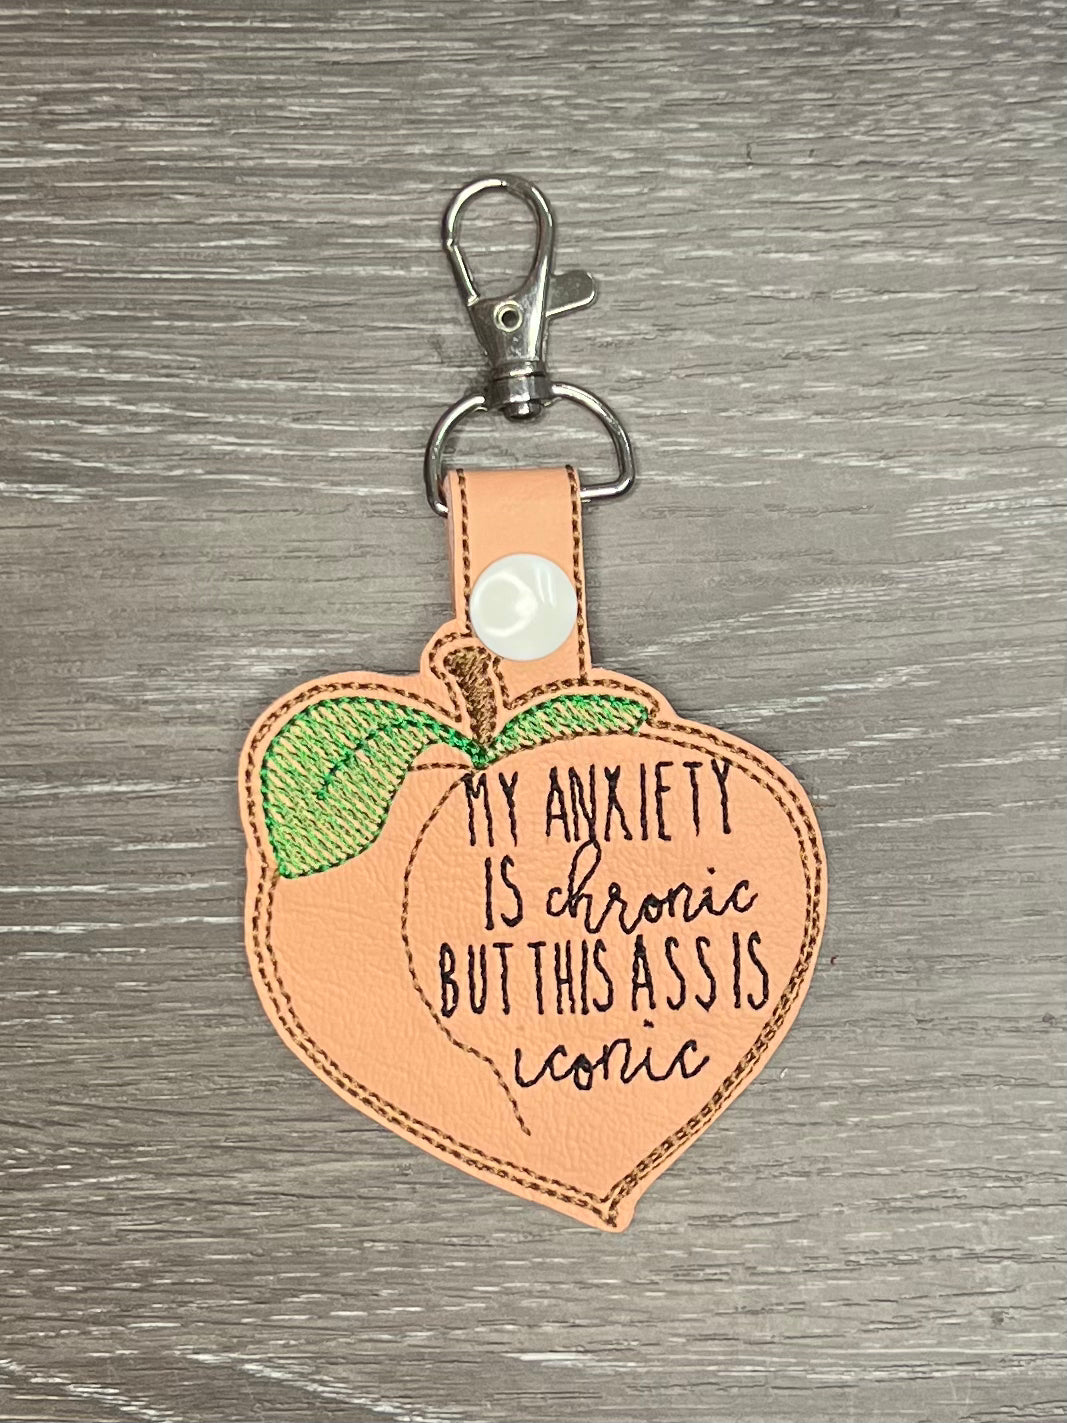 MY ANXIETY
IS chronic
BUT THIS ASS IS
iconic